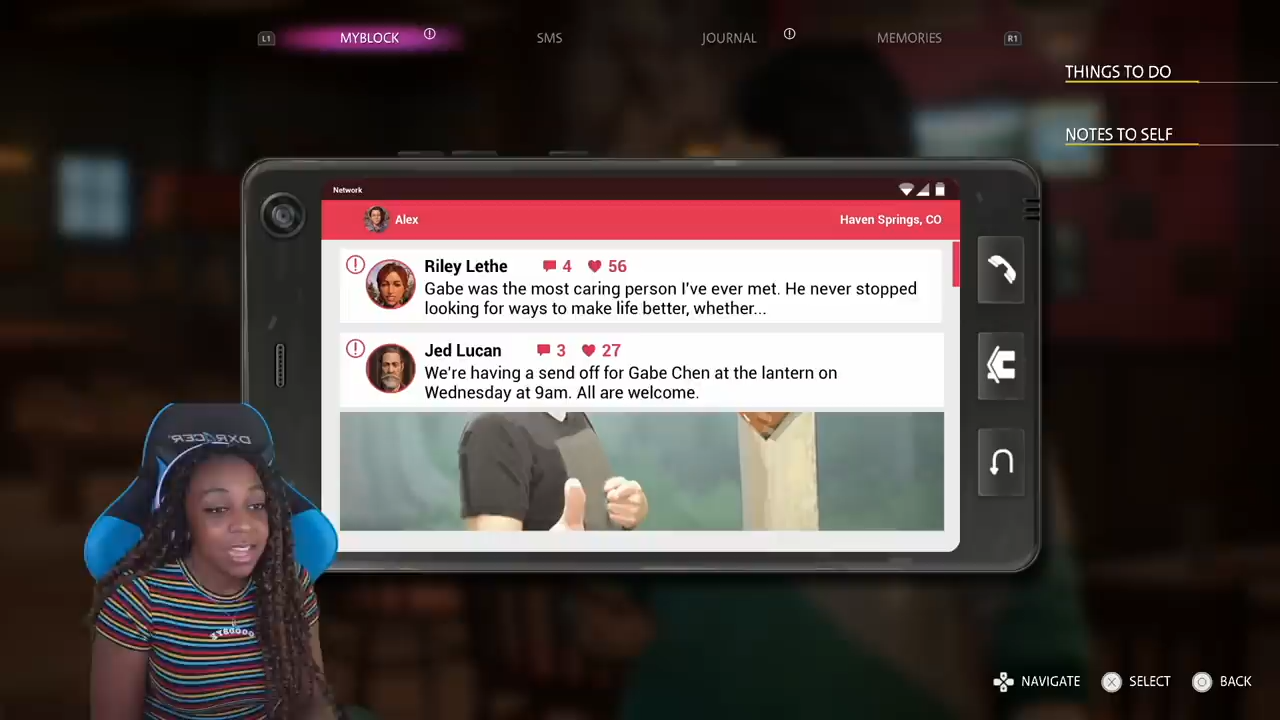 L1
MYBLOCK
SMS
JOURNAL
MEMORIES
R1
THINGS TO DO
NOTES TO SELF
Network
Alex
Haven Springs, CO
Riley Lethe 4 56
Gabe was the most caring person I've ever met. He never stopped
looking for ways to make life better, whether...
Jed Lucan 3 27
We're having a send off for Gabe Chen at the lantern on
Wednesday at 9am. All are welcome.
DXRACER
NAVIGATE
SELECT
BACK